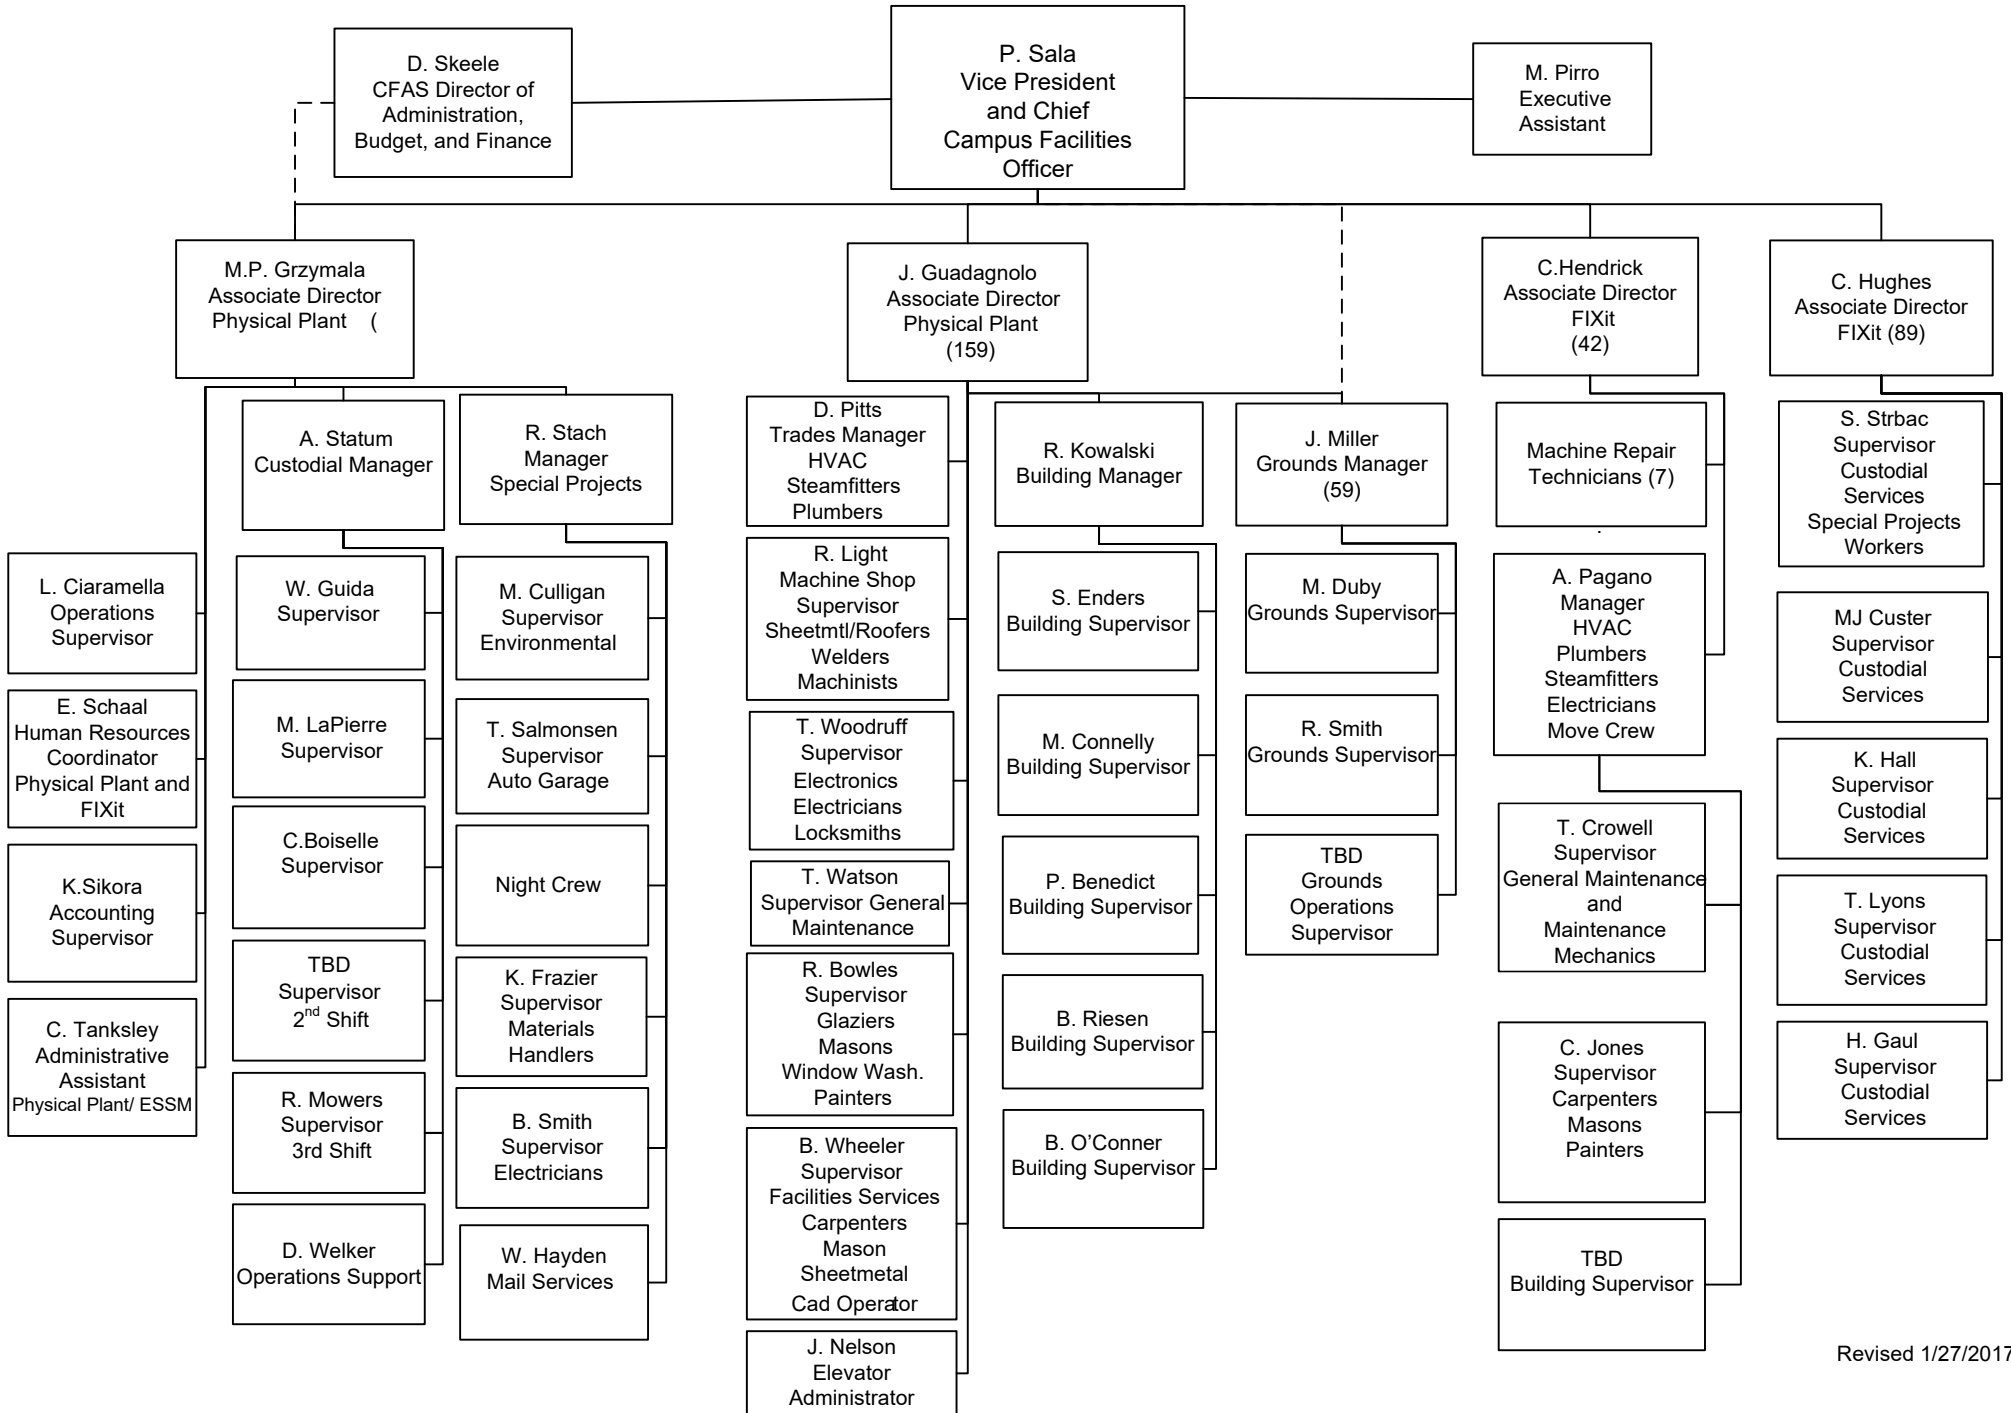 D. Skeele
CFAS Director of
Administration,
Budget, and Finance
P. Sala
Vice President
and Chief
Campus Facilities
Officer
M. Pirro
Executive
Assistant
M.P. Grzymala
Associate Director
Physical Plant (
J. Guadagnolo
Associate Director
Physical Plant
(159)
C.Hendrick
Associate Director
FIXit
(42)
C. Hughes
Associate Director
FIXit (89)
L. Ciaramella
Operations
Supervisor
E. Schaal
Human Resources
Coordinator
Physical Plant and
FIXit
K.Sikora
Accounting
Supervisor
C. Tanksley
Administrative
Assistant
Physical Plant/ ESSM
A. Statum
Custodial Manager
W. Guida
Supervisor
M. LaPierre
Supervisor
C.Boiselle
Supervisor
TBD
Supervisor
2nd Shift
R. Mowers
Supervisor
3rd Shift
D. Welker
Operations Support
R. Stach
Manager
Special Projects
M. Culligan
Supervisor
Environmental
T. Salmonsen
Supervisor
Auto Garage
Night Crew
K. Frazier
Supervisor
Materials
Handlers
B. Smith
Supervisor
Electricians
W. Hayden
Mail Services
D. Pitts
Trades Manager
HVAC
Steamfitters
Plumbers
R. Light
Machine Shop
Supervisor
Sheetmtl/Roofers
Welders
Machinists
T. Woodruff
Supervisor
Electronics
Electricians
Locksmiths
T. Watson
Supervisor General
Maintenance
R. Bowles
Supervisor
Glaziers
Masons
Window Wash.
Painters
B. Wheeler
Supervisor
Facilities Services
Carpenters
Mason
Sheetmetal
Cad Operator
J. Nelson
Elevator
Administrator
R. Kowalski
Building Manager
S. Enders
Building Supervisor
M. Connelly
Building Supervisor
P. Benedict
Building Supervisor
B. Riesen
Building Supervisor
B. O’Conner
Building Supervisor
J. Miller
Grounds Manager
(59)
M. Duby
Grounds Supervisor
R. Smith
Grounds Supervisor
TBD
Grounds
Operations
Supervisor
Machine Repair
Technicians (7)
.
A. Pagano
Manager
HVAC
Plumbers
Steamfitters
Electricians
Move Crew
T. Crowell
Supervisor
General Maintenance
and
Maintenance
Mechanics
C. Jones
Supervisor
Carpenters
Masons
Painters
TBD
Building Supervisor
S. Strbac
Supervisor
Custodial
Services
Special Projects
Workers
MJ Custer
Supervisor
Custodial
Services
K. Hall
Supervisor
Custodial
Services
T. Lyons
Supervisor
Custodial
Services
H. Gaul
Supervisor
Custodial
Services
Revised 1/27/2017